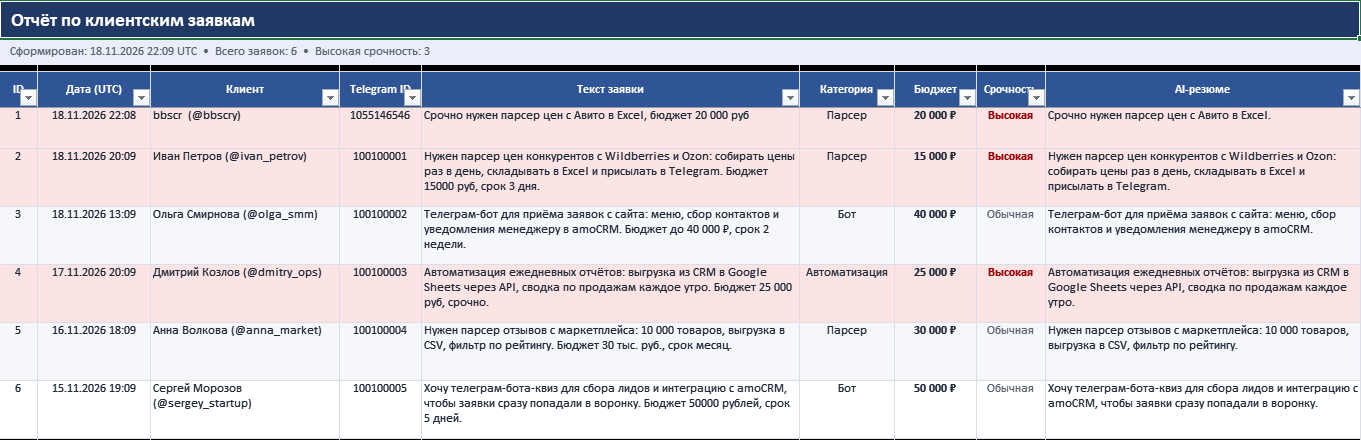 Отчёт по клиентским заявкам
Сформирован: 18.11.2026 22:09 UTC • Всего заявок: 6 • Высокая срочность: 3
ID Дата (UTC) Клиент Telegram ID Текст заявки Категория Бюджет Срочность AI-резюме
1 18.11.2026 22:08 bbscr (@bbscry) 1055146546 Срочно нужен парсер цен с Авито в Excel, бюджет 20 000 руб Парсер 20 000 ₽ Высокая Срочно нужен парсер цен с Авито в Excel.
2 18.11.2026 20:09 Иван Петров (@ivan_petrov) 100100001 Нужен парсер цен конкурентов с Wildberries и Ozon: собирать цены Парсер 15 000 ₽ Высокая Нужен парсер цен конкурентов с Wildberries и Ozon:
раз в день, складывать в Excel и присылать в Telegram. Бюджет собирать цены раз в день, складывать в Excel и
15000 руб, срок 3 дня. присылать в Telegram.
3 18.11.2026 13:09 Ольга Смирнова (@olga_smm) 100100002 Телеграм-бот для приёма заявок с сайта: меню, сбор контактов и Бот 40 000 ₽ Обычная Телеграм-бот для приёма заявок с сайта: меню, сбор
уведомления менеджеру в amoCRM. Бюджет до 40 000 ₽, срок 2 контактов и уведомления менеджеру в amoCRM.
недели.
4 17.11.2026 20:09 Дмитрий Козлов (@dmitry_ops) 100100003 Автоматизация ежедневных отчётов: выгрузка из CRM в Google Автоматизация 25 000 ₽ Высокая Автоматизация ежедневных отчётов: выгрузка из CRM в
Sheets через API, сводка по продажам каждое утро. Бюджет 25 000 Google Sheets через API, сводка по продажам каждое
руб, срочно. утро.
5 16.11.2026 18:09 Анна Волкова (@anna_market) 100100004 Нужен парсер отзывов с маркетплейса: 10 000 товаров, выгрузка в Парсер 30 000 ₽ Обычная Нужен парсер отзывов с маркетплейса: 10 000 товаров,
CSV, фильтр по рейтингу. Бюджет 30 тыс. руб., срок месяц. выгрузка в CSV, фильтр по рейтингу.
6 15.11.2026 19:09 Сергей Морозов 100100005 Хочу телеграм-бота-квиз для сбора лидов и интеграцию с amoCRM, Бот 50 000 ₽ Обычная Хочу телеграм-бота-квиз для сбора лидов и интеграцию с
(@sergey_startup) чтобы заявки сразу попадали в воронку. Бюджет 50000 рублей, срок amoCRM, чтобы заявки сразу попадали в воронку.
5 дней.